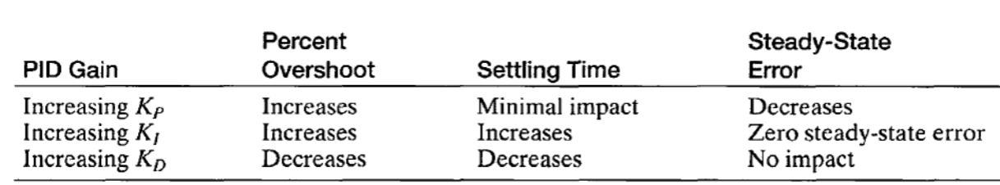 Percent Steady-State
PID Gain Overshoot Settling Time Error
Increasing K_P Increases Minimal impact Decreases
Increasing K_I Increases Increases Zero steady-state error
Increasing K_D Decreases Decreases No impact